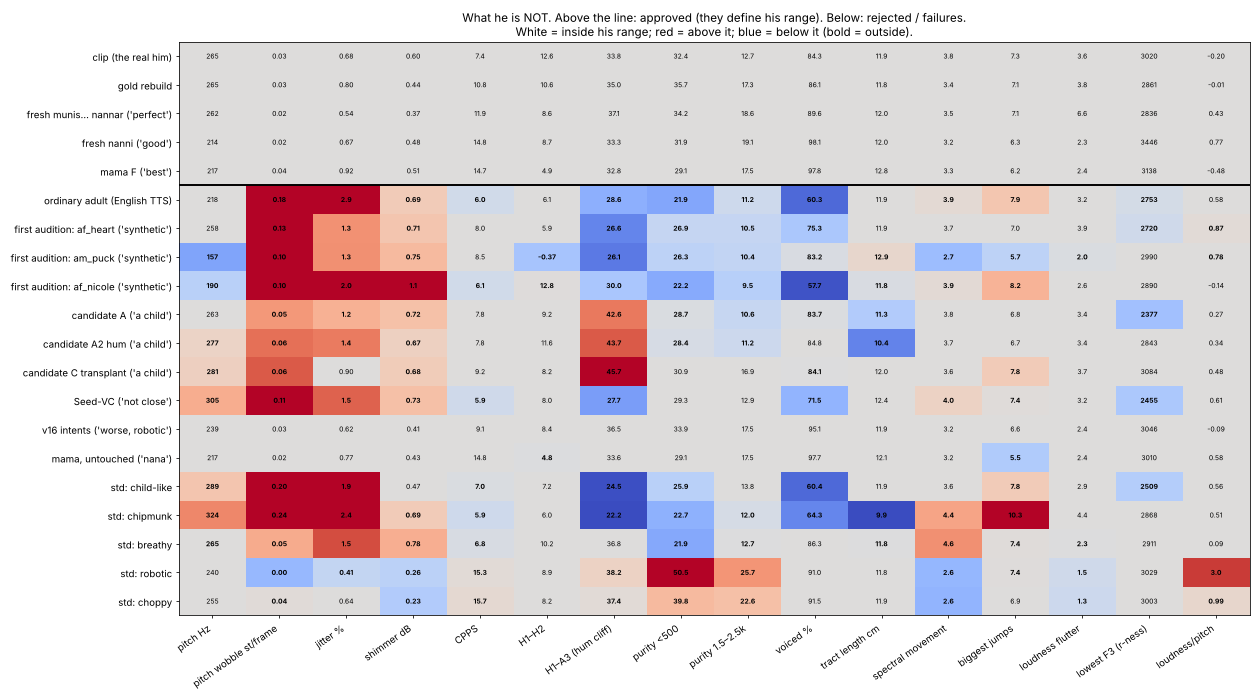 What he is NOT. Above the line: approved (they define his range). Below: rejected / failures.
White = inside his range; red = above it; blue = below it (bold = outside).
clip (the real him) 265 0.03 0.68 0.60 7.4 12.6 33.8 32.4 12.7 84.3 11.9 3.8 7.3 3.6 3020 -0.20
gold rebuild 265 0.03 0.80 0.44 10.8 10.6 35.0 35.7 17.3 86.1 11.8 3.4 7.1 3.8 2861 -0.01
fresh munis... nannar ('perfect') 262 0.02 0.54 0.37 11.9 8.6 37.1 34.2 18.6 89.6 12.0 3.5 7.1 6.6 2836 0.43
fresh nanni ('good') 214 0.02 0.67 0.48 14.8 8.7 33.3 31.9 19.1 98.1 12.0 3.2 6.3 2.3 3446 0.77
mama F ('best') 217 0.04 0.92 0.51 14.7 4.9 32.8 29.1 17.5 97.8 12.8 3.3 6.2 2.4 3138 -0.48
ordinary adult (English TTS) 218 0.18 2.9 0.69 6.0 6.1 28.6 21.9 11.2 60.3 11.9 3.9 7.9 3.2 2753 0.58
first audition: af_heart ('synthetic') 258 0.13 1.3 0.71 8.0 5.9 26.6 26.9 10.5 75.3 11.9 3.7 7.0 3.9 2720 0.87
first audition: am_puck ('synthetic') 157 0.10 1.3 0.75 8.5 -0.37 26.1 26.3 10.4 83.2 12.9 2.7 5.7 2.0 2990 0.78
first audition: af_nicole ('synthetic') 190 0.10 2.0 1.1 6.1 12.8 30.0 22.2 9.5 57.7 11.8 3.9 8.2 2.6 2890 -0.14
candidate A ('a child') 263 0.05 1.2 0.72 7.8 9.2 42.6 28.7 10.6 83.7 11.3 3.8 6.8 3.4 2377 0.27
candidate A2 hum ('a child') 277 0.06 1.4 0.67 7.8 11.6 43.7 28.4 11.2 84.8 10.4 3.7 6.7 3.4 2843 0.34
candidate C transplant ('a child') 281 0.06 0.90 0.68 9.2 8.2 45.7 30.9 16.9 84.1 12.0 3.6 7.8 3.7 3084 0.48
Seed-VC ('not close') 305 0.11 1.5 0.73 5.9 8.0 27.7 29.3 12.9 71.5 12.4 4.0 7.4 3.2 2455 0.61
v16 intents ('worse, robotic') 239 0.03 0.62 0.41 9.1 8.4 36.5 33.9 17.5 95.1 11.9 3.2 6.6 2.4 3046 -0.09
mama, untouched ('nana') 217 0.02 0.77 0.43 14.8 4.8 33.6 29.1 17.5 97.7 12.1 3.2 5.5 2.4 3010 0.58
std: child-like 289 0.20 1.9 0.47 7.0 7.2 24.5 25.9 13.8 60.4 11.9 3.6 7.8 2.9 2509 0.56
std: chipmunk 324 0.24 2.4 0.69 5.9 6.0 22.2 22.7 12.0 64.3 9.9 4.4 10.3 4.4 2868 0.51
std: breathy 265 0.05 1.5 0.78 6.8 10.2 36.8 21.9 12.7 86.3 11.8 4.6 7.4 2.3 2911 0.09
std: robotic 240 0.00 0.41 0.26 15.3 8.9 38.2 50.5 25.7 91.0 11.8 2.6 7.4 1.5 3029 3.0
std: choppy 255 0.04 0.64 0.23 15.7 8.2 37.4 39.8 22.6 91.5 11.9 2.6 6.9 1.3 3003 0.99
pitch Hz
pitch wobble st/frame
jitter %
shimmer dB
CPPS
H1–H2
H1–A3 (hum cliff)
purity <500
purity 1.5–2.5k
voiced %
tract length cm
spectral movement
biggest jumps
loudness flutter
lowest F3 (r-ness)
loudness/pitch